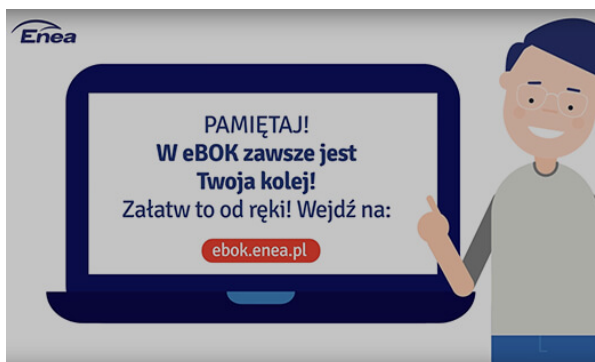 Enea
PAMIĘTAJ!
W eBOK zawsze jest
Twoja kolej!
Załatw to od ręki! Wejdź na:
ebok.enea.pl